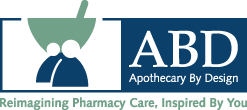 ABD
Apothecary By Design
Reimagining Pharmacy Care, Inspired By You